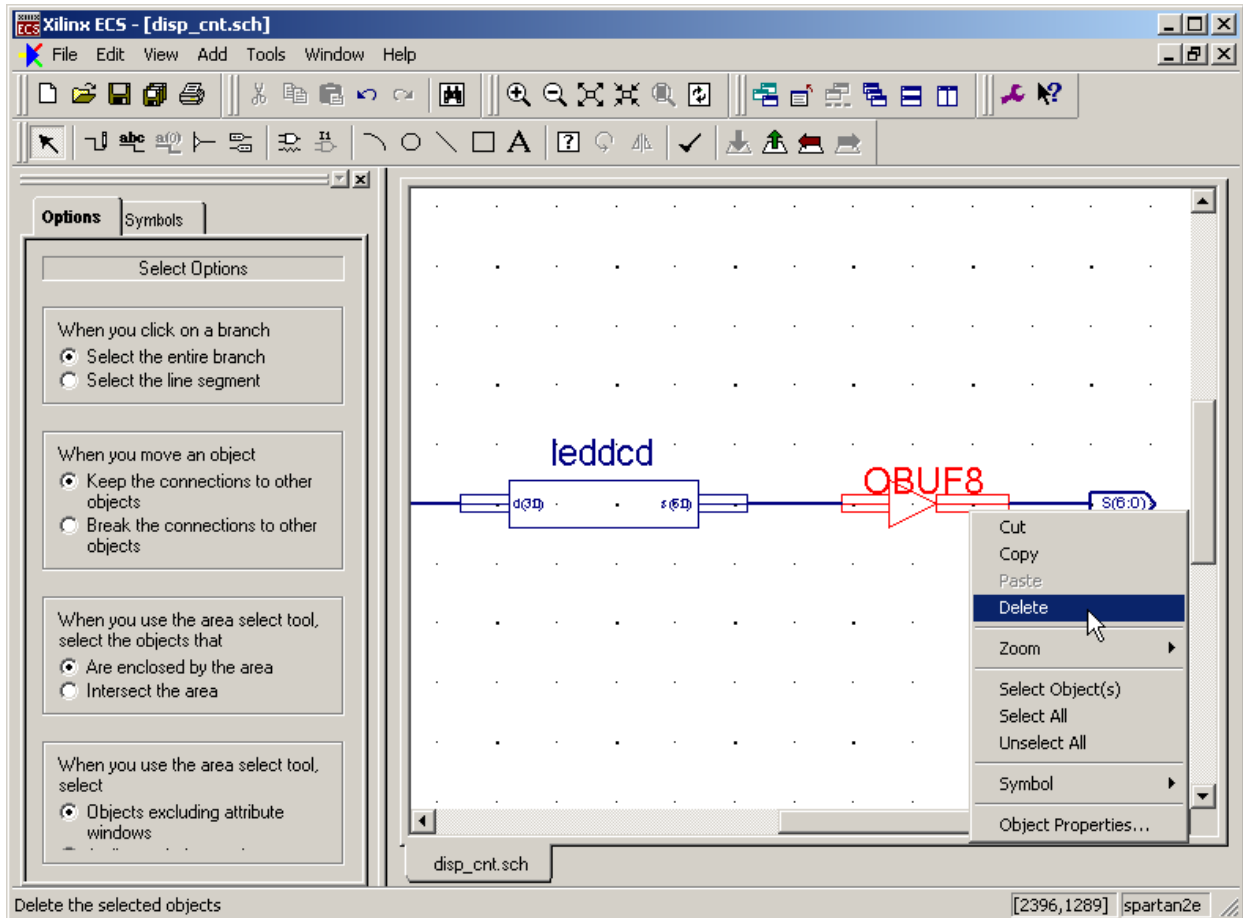 Xilinx ECS - [disp_cnt.sch]
File Edit View Add Tools Window Help
abc
A
Options
Symbols
Select Options
When you click on a branch
Select the entire branch
Select the line segment
When you move an object
Keep the connections to other
objects
Break the connections to other
objects
When you use the area select tool,
select the objects that
Are enclosed by the area
Intersect the area
When you use the area select tool,
select
Objects excluding attribute
windows
leddcd
OBUF8
S(6:0)
Cut
Copy
Paste
Delete
Zoom
Select Object(s)
Select All
Unselect All
Symbol
Object Properties...
disp_cnt.sch
Delete the selected objects
[2396,1289] spartan2e